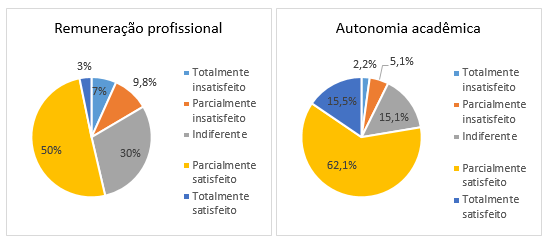 Remuneração profissional
3%
7%
9,8%
30%
50%
Totalmente
insatisfeito
Parcialmente
insatisfeito
Indiferente
Parcialmente
satisfeito
Totalmente
satisfeito
Autonomia acadêmica
2,2%
5,1%
15,5%
15,1%
62,1%
Totalmente
insatisfeito
Parcialmente
insatisfeito
Indiferente
Parcialmente
satisfeito
Totalmente
satisfeito